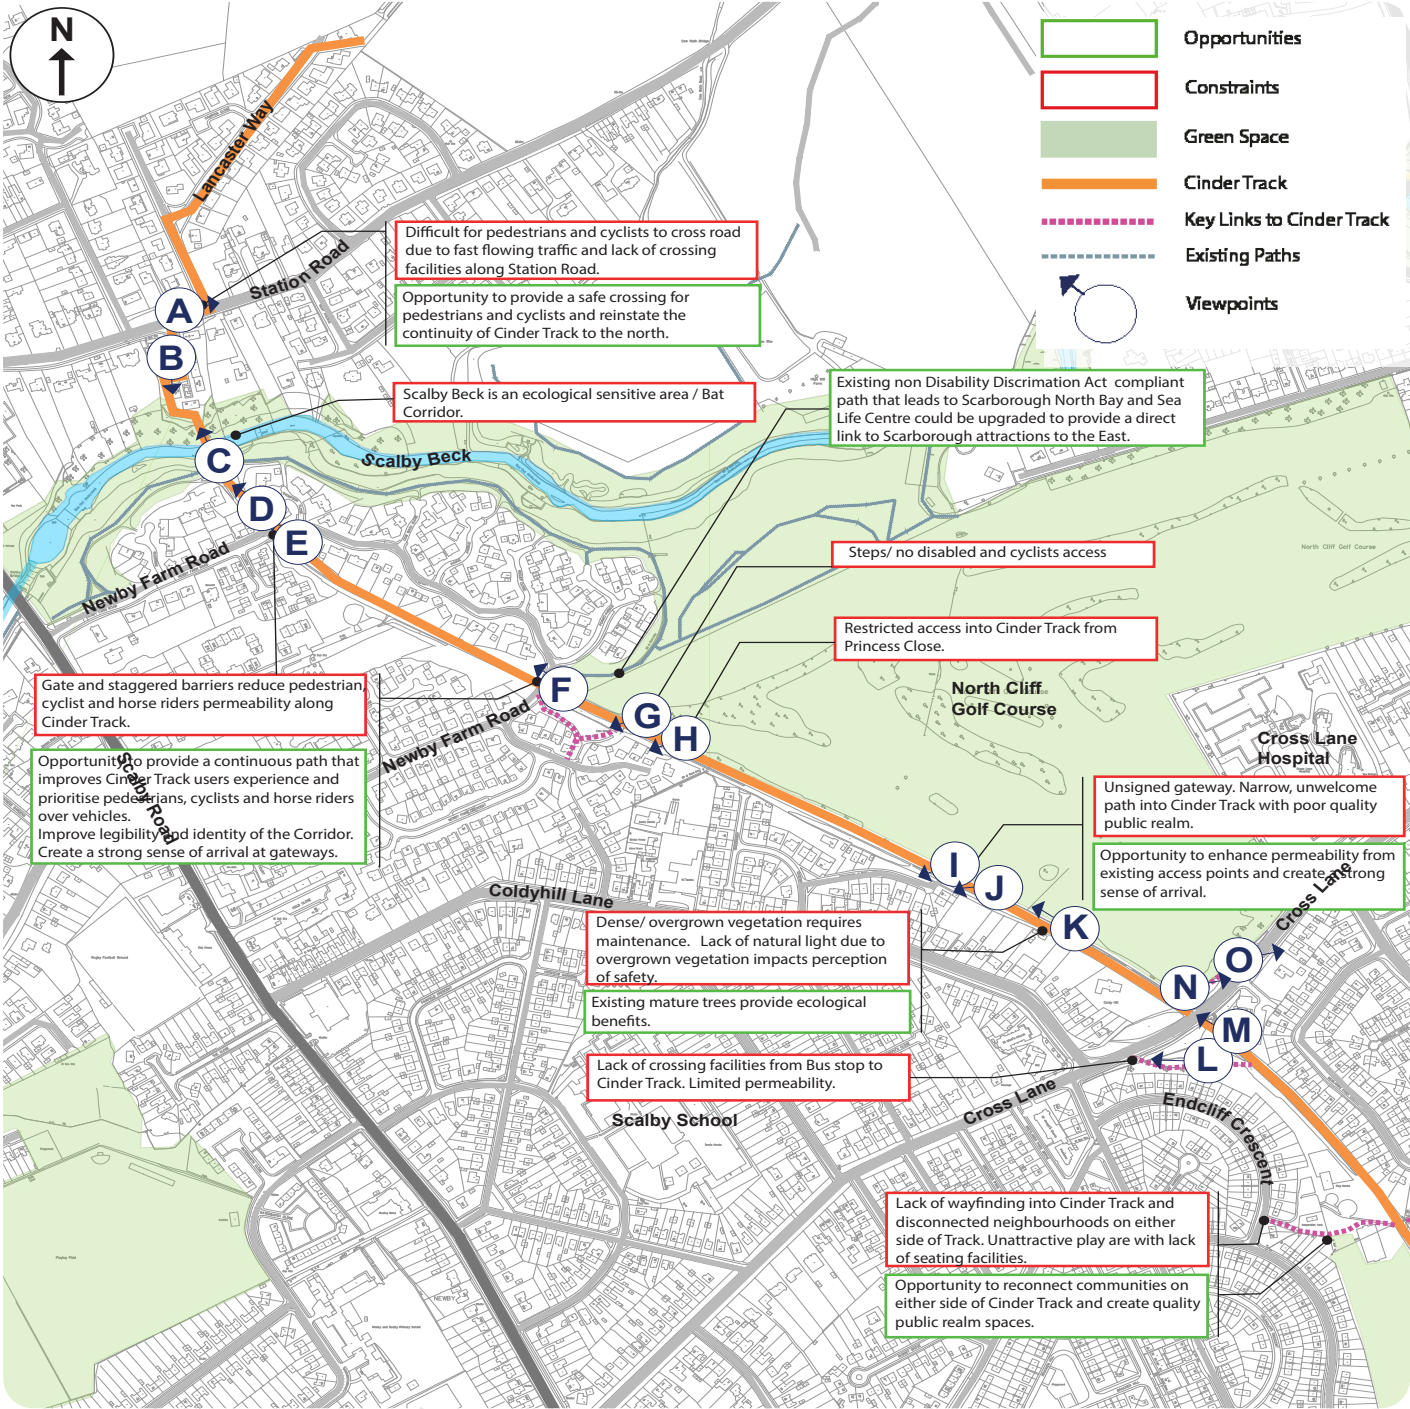 N
Opportunities
Constraints
Green Space
Cinder Track
Key Links to Cinder Track
Existing Paths
Viewpoints
Lancaster Way
Station Road
Difficult for pedestrians and cyclists to cross road
due to fast flowing traffic and lack of crossing
facilities along Station Road.
Opportunity to provide a safe crossing for
pedestrians and cyclists and reinstate the
continuity of Cinder Track to the north.
A
B
Scalby Beck is an ecological sensitive area / Bat
Corridor.
Existing non Disability Discrimation Act compliant
path that leads to Scarborough North Bay and Sea
Life Centre could be upgraded to provide a direct
link to Scarborough attractions to the East.
C
Scalby Beck
D
E
Newby Farm Road
North Cliff Golf Course
Steps/ no disabled and cyclists access
Restricted access into Cinder Track from
Princess Close.
Gate and staggered barriers reduce pedestrian,
cyclist and horse riders permeability along
Cinder Track.
F
G
H
Newby Farm Road
North Cliff
Golf Course
Cross Lane
Hospital
Opportunity to provide a continuous path that
improves Cinder Track users experience and
prioritise pedestrians, cyclists and horse riders
over vehicles.
Improve legibility and identity of the Corridor.
Create a strong sense of arrival at gateways.
Scalby Road
Unsigned gateway. Narrow, unwelcome
path into Cinder Track with poor quality
public realm.
Opportunity to enhance permeability from
existing access points and create a strong
sense of arrival.
I
J
K
Coldyhill Lane
Cross Lane
Dense/ overgrown vegetation requires
maintenance. Lack of natural light due to
overgrown vegetation impacts perception
of safety.
Existing mature trees provide ecological
benefits.
N
O
M
L
Lack of crossing facilities from Bus stop to
Cinder Track. Limited permeability.
Cross Lane
Scalby School
Endcliff Crescent
Lack of wayfinding into Cinder Track and
disconnected neighbourhoods on either
side of Track. Unattractive play are with lack
of seating facilities.
Opportunity to reconnect communities on
either side of Cinder Track and create quality
public realm spaces.
NEWBY